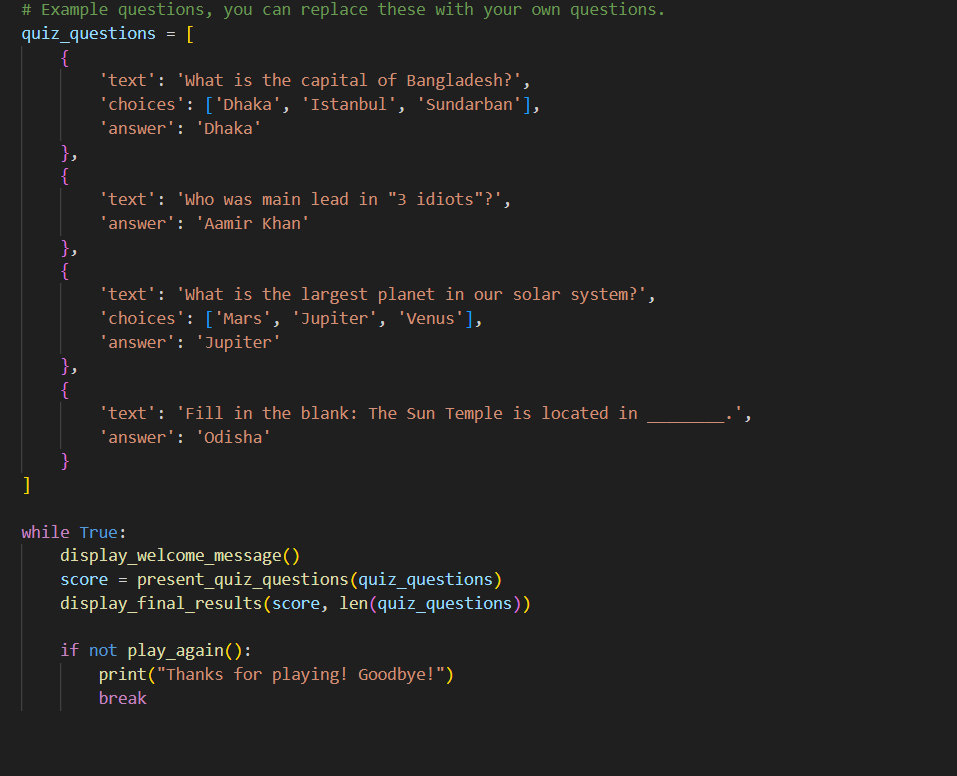 # Example questions, you can replace these with your own questions.
quiz_questions = [
    {
        'text': 'What is the capital of Bangladesh?',
        'choices': ['Dhaka', 'Istanbul', 'Sundarban'],
        'answer': 'Dhaka'
    },
    {
        'text': 'Who was main lead in "3 idiots"?',
        'answer': 'Aamir Khan'
    },
    {
        'text': 'What is the largest planet in our solar system?',
        'choices': ['Mars', 'Jupiter', 'Venus'],
        'answer': 'Jupiter'
    },
    {
        'text': 'Fill in the blank: The Sun Temple is located in ________.',
        'answer': 'Odisha'
    }
]

while True:
    display_welcome_message()
    score = present_quiz_questions(quiz_questions)
    display_final_results(score, len(quiz_questions))

    if not play_again():
        print("Thanks for playing! Goodbye!")
        break